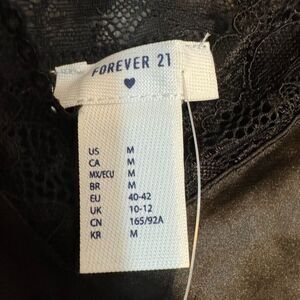 FOREVER 21
US M
CA M
MX/ECU M
BR M
EU 40-42
UK 10-12
CN 165/92A
KR M